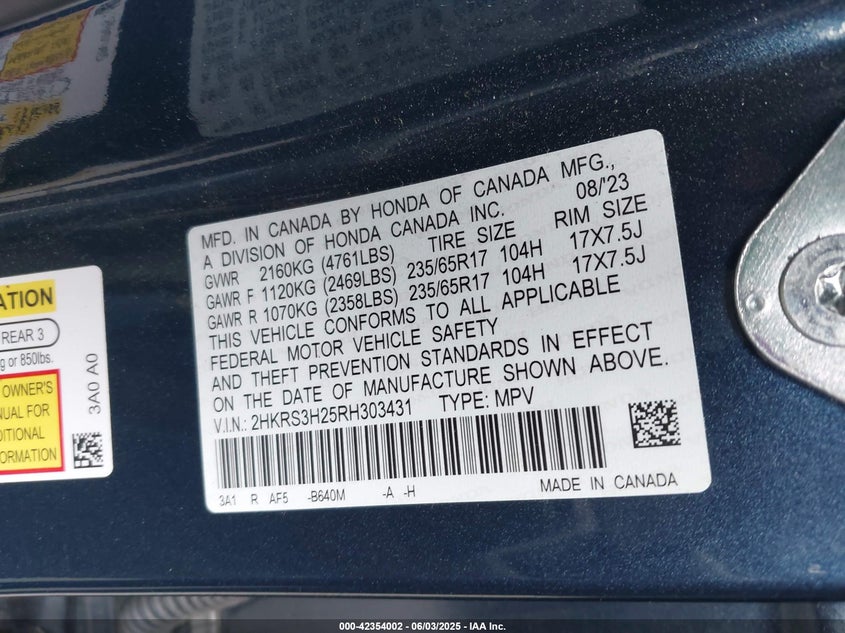 MFD. IN CANADA BY HONDA OF CANADA MFG.,
A DIVISION OF HONDA CANADA INC. 08/'23
GVWR 2160KG (4761LBS) TIRE SIZE RIM SIZE
GAWR F 1120KG (2469LBS) 235/65R17 104H 17X7.5J
GAWR R 1070KG (2358LBS) 235/65R17 104H 17X7.5J
THIS VEHICLE CONFORMS TO ALL APPLICABLE
FEDERAL MOTOR VEHICLE SAFETY
AND THEFT PREVENTION STANDARDS IN EFFECT
ON THE DATE OF MANUFACTURE SHOWN ABOVE.
V.I.N.: 2HKRS3H25RH303431 TYPE: MPV
3A1 R AF5 -B640M -A -H MADE IN CANADA
ATION
REAR 3
g or 850lbs.
OWNER'S
NUAL FOR
DITIONAL
FORMATION
3A0 A0
000-42354002 - 06/03/2025 - IAA Inc.